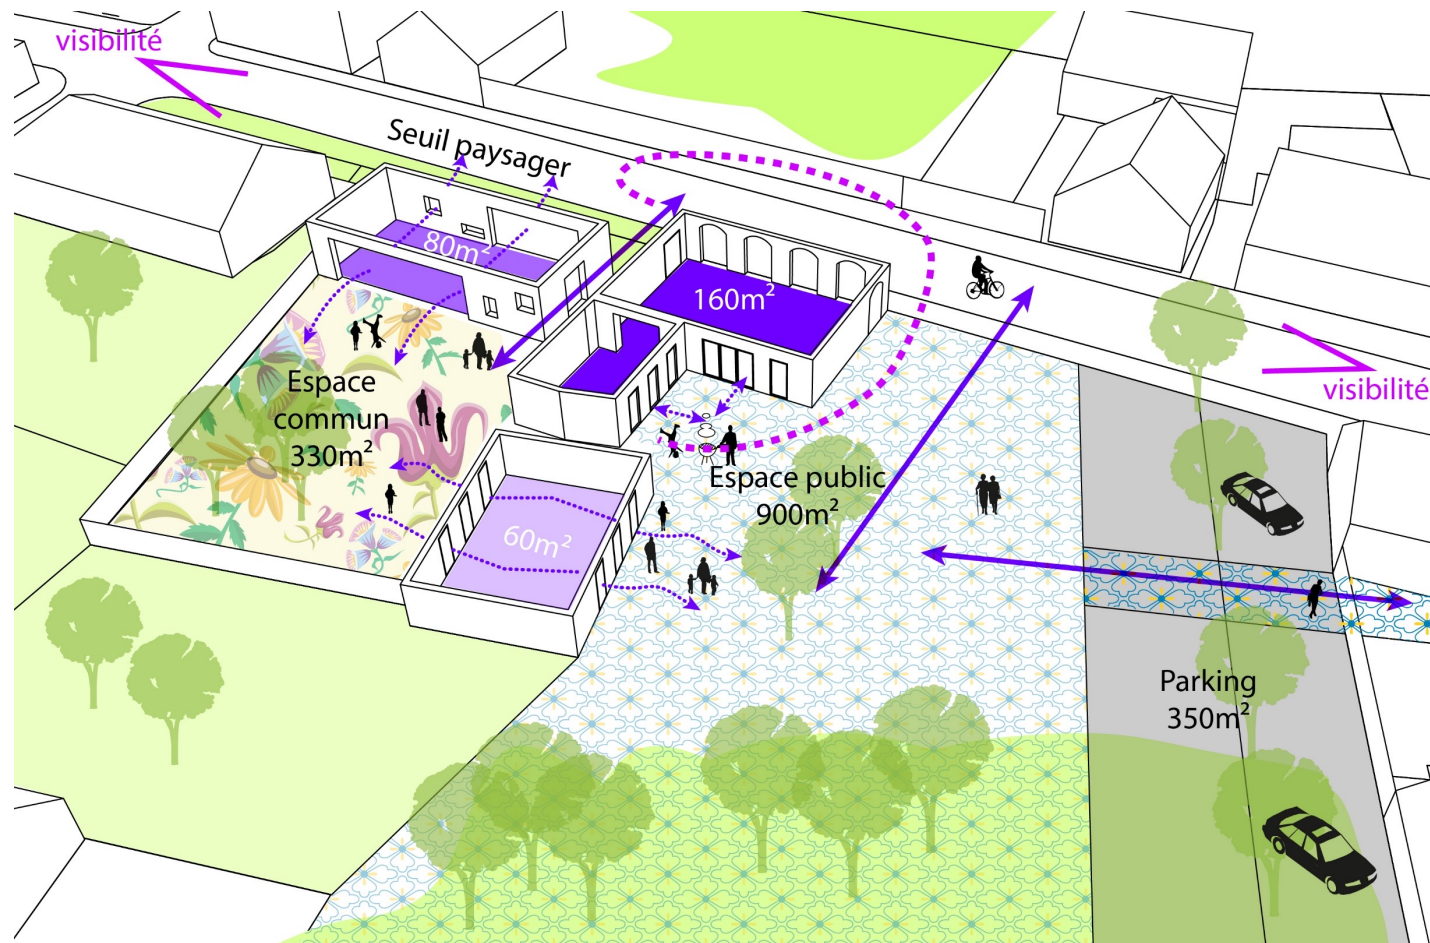 visibilité
Seuil paysager
80m²
160m²
visibilité
Espace
commun
330m²
Espace public
900m²
60m²
Parking
350m²